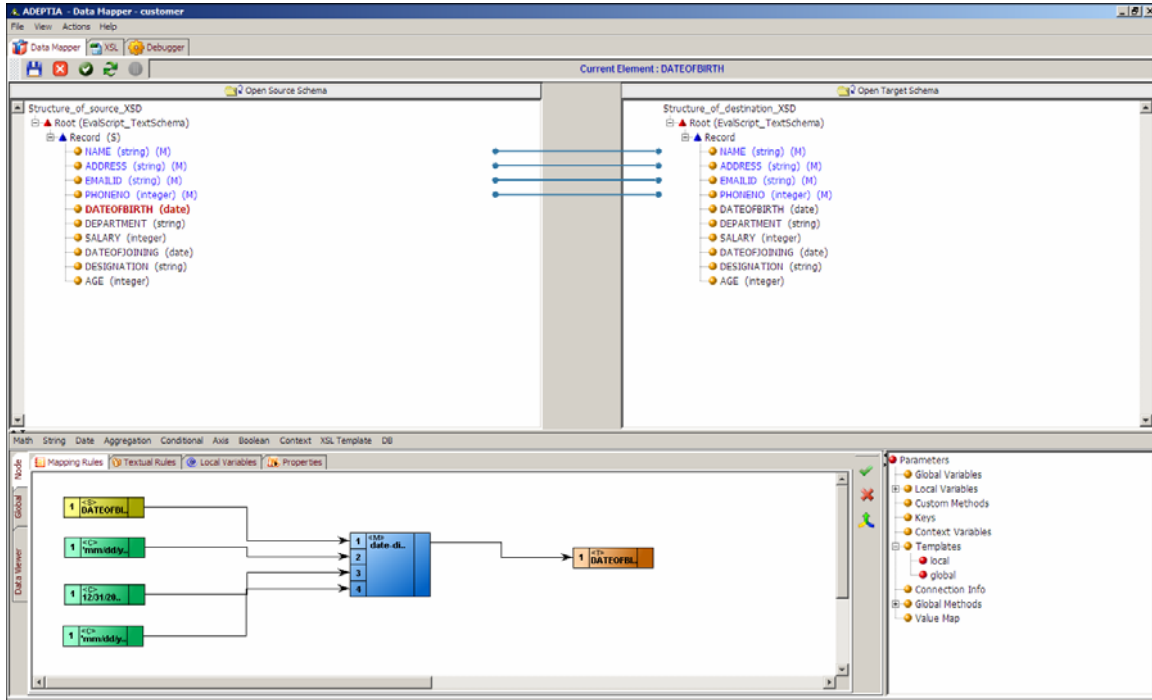 ADEPTIA - Data Mapper - customer
File View Actions Help
Data Mapper XSL Debugger
Current Element : DATEOFBIRTH
Open Source Schema
Open Target Schema
Structure_of_source_XSD
Root (EvalScript_TextSchema)
Record (S)
NAME (string) (M)
ADDRESS (string) (M)
EMAILID (string) (M)
PHONENO (integer) (M)
DATEOFBIRTH (date)
DEPARTMENT (string)
SALARY (integer)
DATEOFJOINING (date)
DESIGNATION (string)
AGE (integer)
Structure_of_destination_XSD
Root (EvalScript_TextSchema)
Record
NAME (string) (M)
ADDRESS (string) (M)
EMAILID (string) (M)
PHONENO (integer) (M)
DATEOFBIRTH (date)
DEPARTMENT (string)
SALARY (integer)
DATEOFJOINING (date)
DESIGNATION (string)
AGE (integer)
Math String Date Aggregation Conditional Axis Boolean Context XSL Template DB
Node
Global
Data Viewer
Mapping Rules Textual Rules Local Variables Properties
1 <S> DATEOFBI..
1 <C> 'mm/dd/y..
1 <C> 12/31/20..
1 <C> 'mm/dd/y..
<M>
1 date-di..
2
3
4
1 <T> DATEOFBI..
Parameters
Global Variables
Local Variables
Custom Methods
Keys
Context Variables
Templates
local
global
Connection Info
Global Methods
Value Map